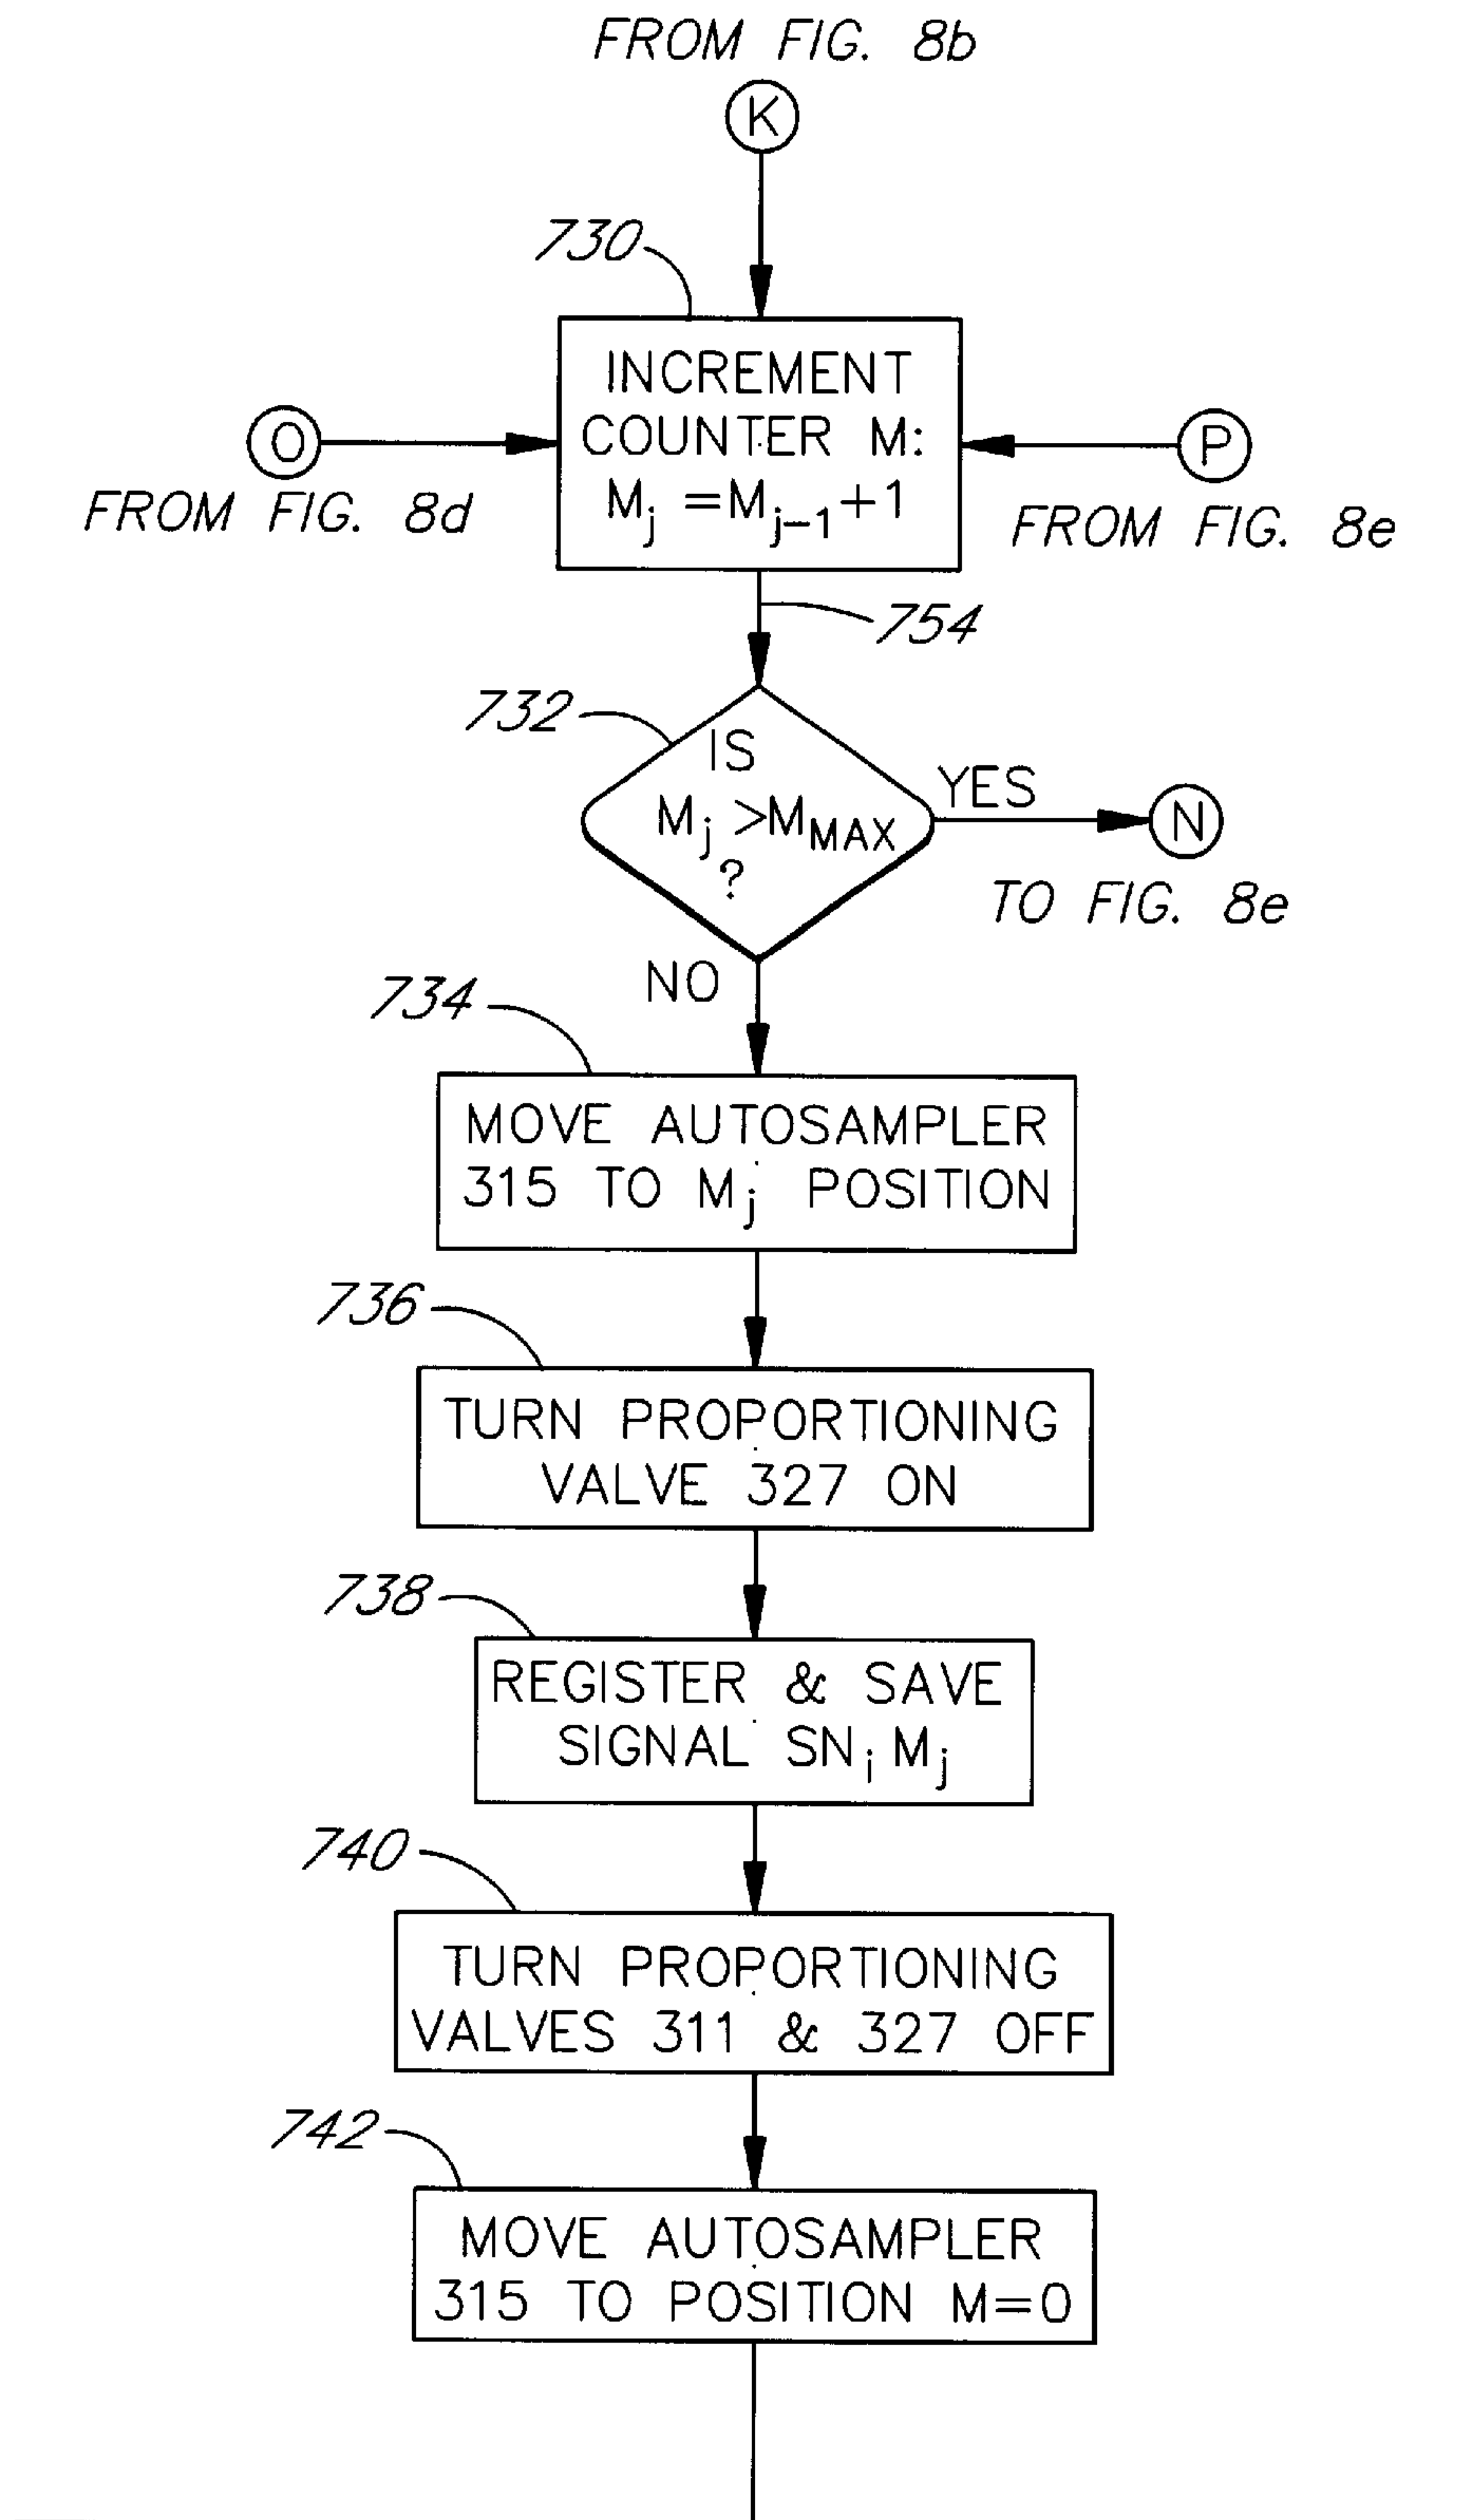 FROM FIG. 8b
K
730
INCREMENT
COUNTER M:
Mj =Mj-1+1
O
FROM FIG. 8d
P
FROM FIG. 8e
754
732
IS
Mj >MMAX
?
YES
N
TO FIG. 8e
NO
734
MOVE AUTOSAMPLER
315 TO Mj POSITION
736
TURN PROPORTIONING
VALVE 327 ON
738
REGISTER & SAVE
SIGNAL SNiMj
740
TURN PROPORTIONING
VALVES 311 & 327 OFF
742
MOVE AUTOSAMPLER
315 TO POSITION M=0